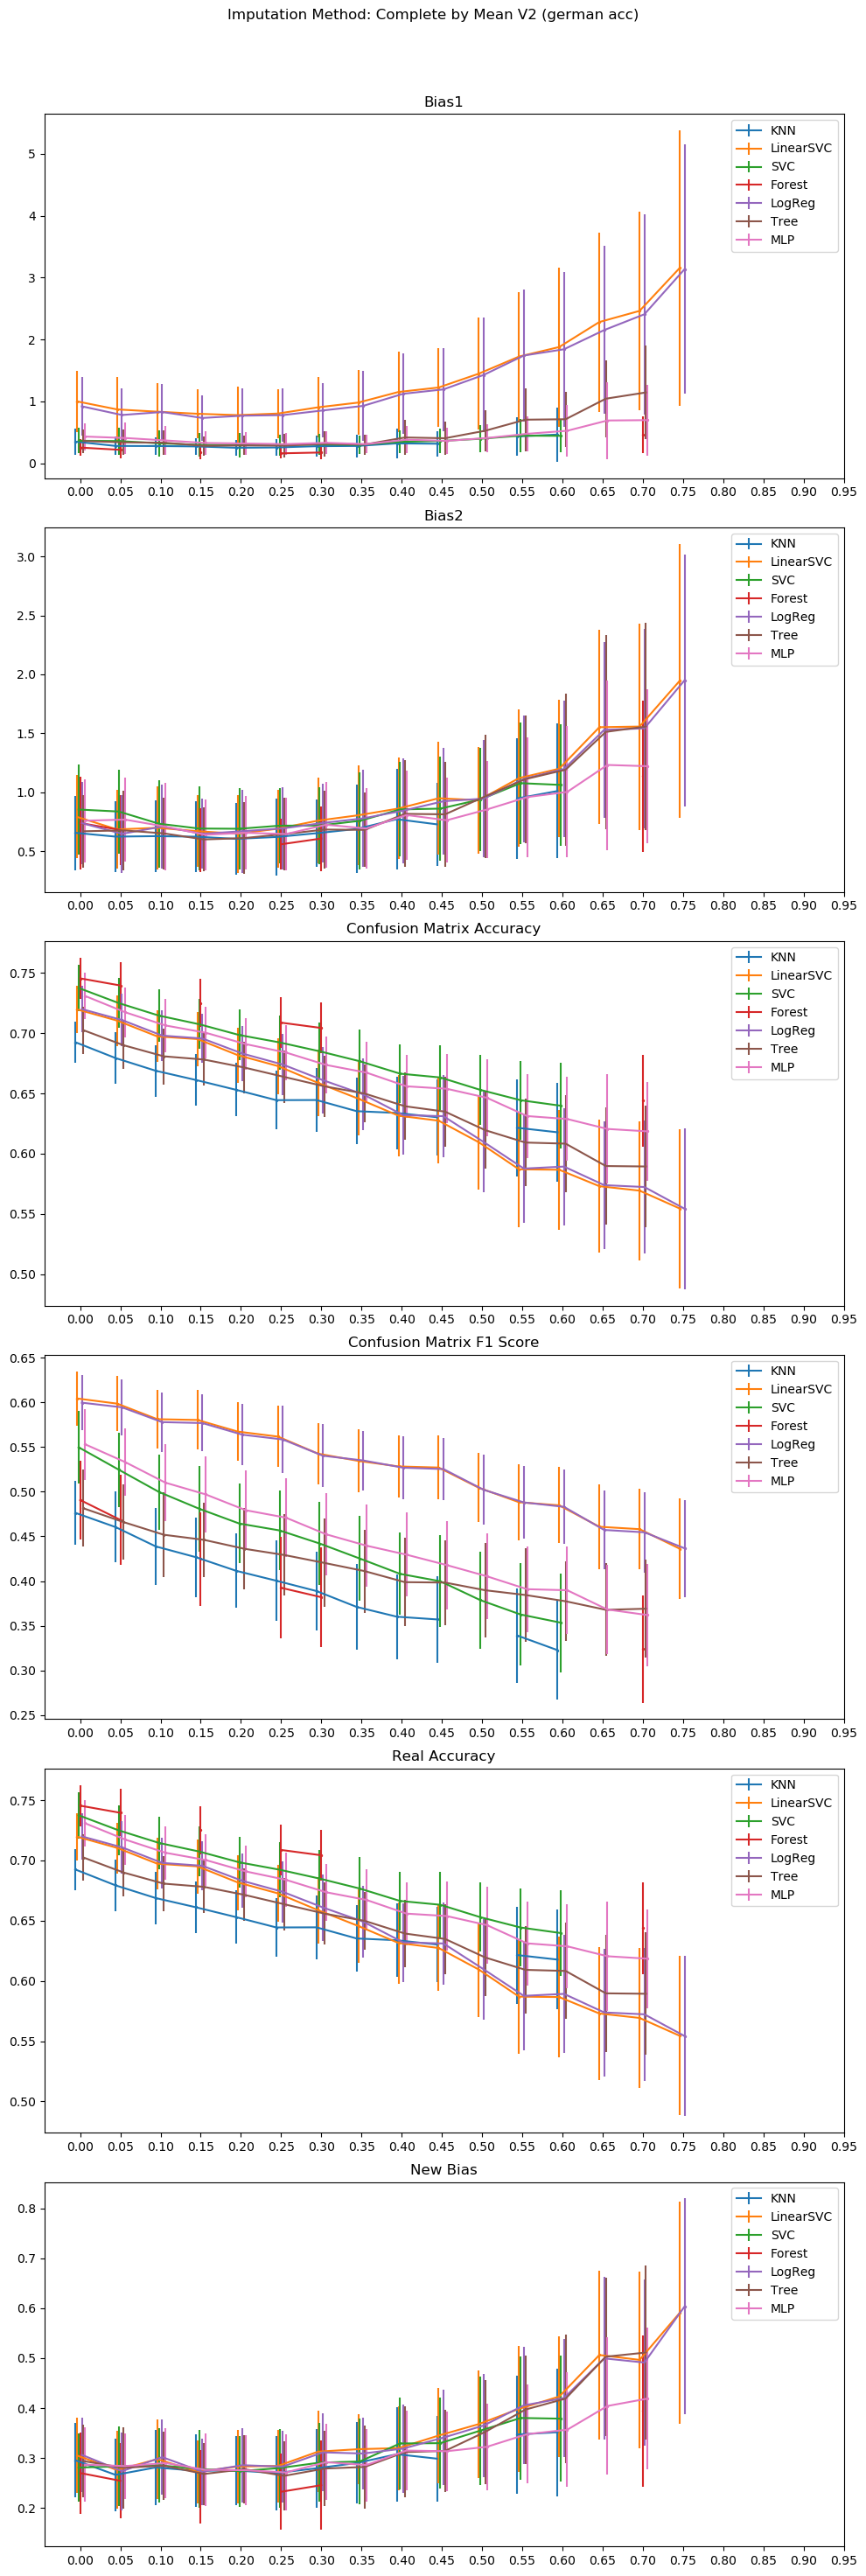 Imputation Method: Complete by Mean V2 (german acc)
Bias1
KNN
LinearSVC
SVC
Forest
LogReg
Tree
MLP
5
4
3
2
1
0
0.00 0.05 0.10 0.15 0.20 0.25 0.30 0.35 0.40 0.45 0.50 0.55 0.60 0.65 0.70 0.75 0.80 0.85 0.90 0.95
Bias2
KNN
LinearSVC
SVC
Forest
LogReg
Tree
MLP
3.0
2.5
2.0
1.5
1.0
0.5
0.00 0.05 0.10 0.15 0.20 0.25 0.30 0.35 0.40 0.45 0.50 0.55 0.60 0.65 0.70 0.75 0.80 0.85 0.90 0.95
Confusion Matrix Accuracy
KNN
LinearSVC
SVC
Forest
LogReg
Tree
MLP
0.75
0.70
0.65
0.60
0.55
0.50
0.00 0.05 0.10 0.15 0.20 0.25 0.30 0.35 0.40 0.45 0.50 0.55 0.60 0.65 0.70 0.75 0.80 0.85 0.90 0.95
Confusion Matrix F1 Score
KNN
LinearSVC
SVC
Forest
LogReg
Tree
MLP
0.65
0.60
0.55
0.50
0.45
0.40
0.35
0.30
0.25
0.00 0.05 0.10 0.15 0.20 0.25 0.30 0.35 0.40 0.45 0.50 0.55 0.60 0.65 0.70 0.75 0.80 0.85 0.90 0.95
Real Accuracy
KNN
LinearSVC
SVC
Forest
LogReg
Tree
MLP
0.75
0.70
0.65
0.60
0.55
0.50
0.00 0.05 0.10 0.15 0.20 0.25 0.30 0.35 0.40 0.45 0.50 0.55 0.60 0.65 0.70 0.75 0.80 0.85 0.90 0.95
New Bias
KNN
LinearSVC
SVC
Forest
LogReg
Tree
MLP
0.8
0.7
0.6
0.5
0.4
0.3
0.2
0.00 0.05 0.10 0.15 0.20 0.25 0.30 0.35 0.40 0.45 0.50 0.55 0.60 0.65 0.70 0.75 0.80 0.85 0.90 0.95